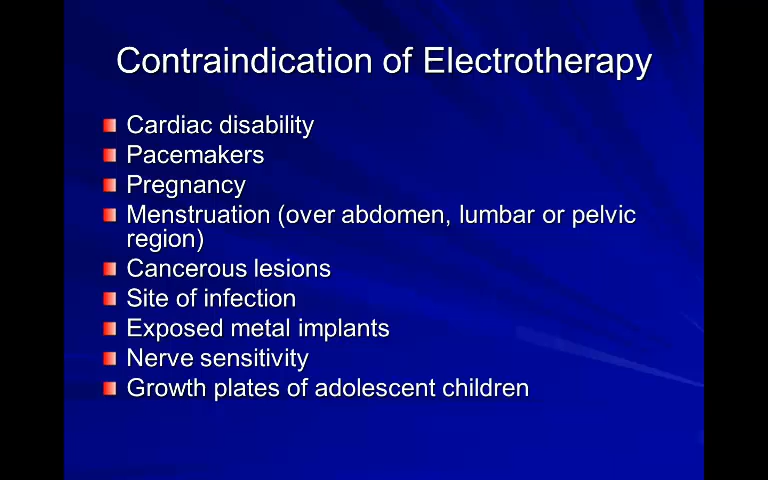 Contraindication of Electrotherapy
Cardiac disability
Pacemakers
Pregnancy
Menstruation (over abdomen, lumbar or pelvic
region)
Cancerous lesions
Site of infection
Exposed metal implants
Nerve sensitivity
Growth plates of adolescent children